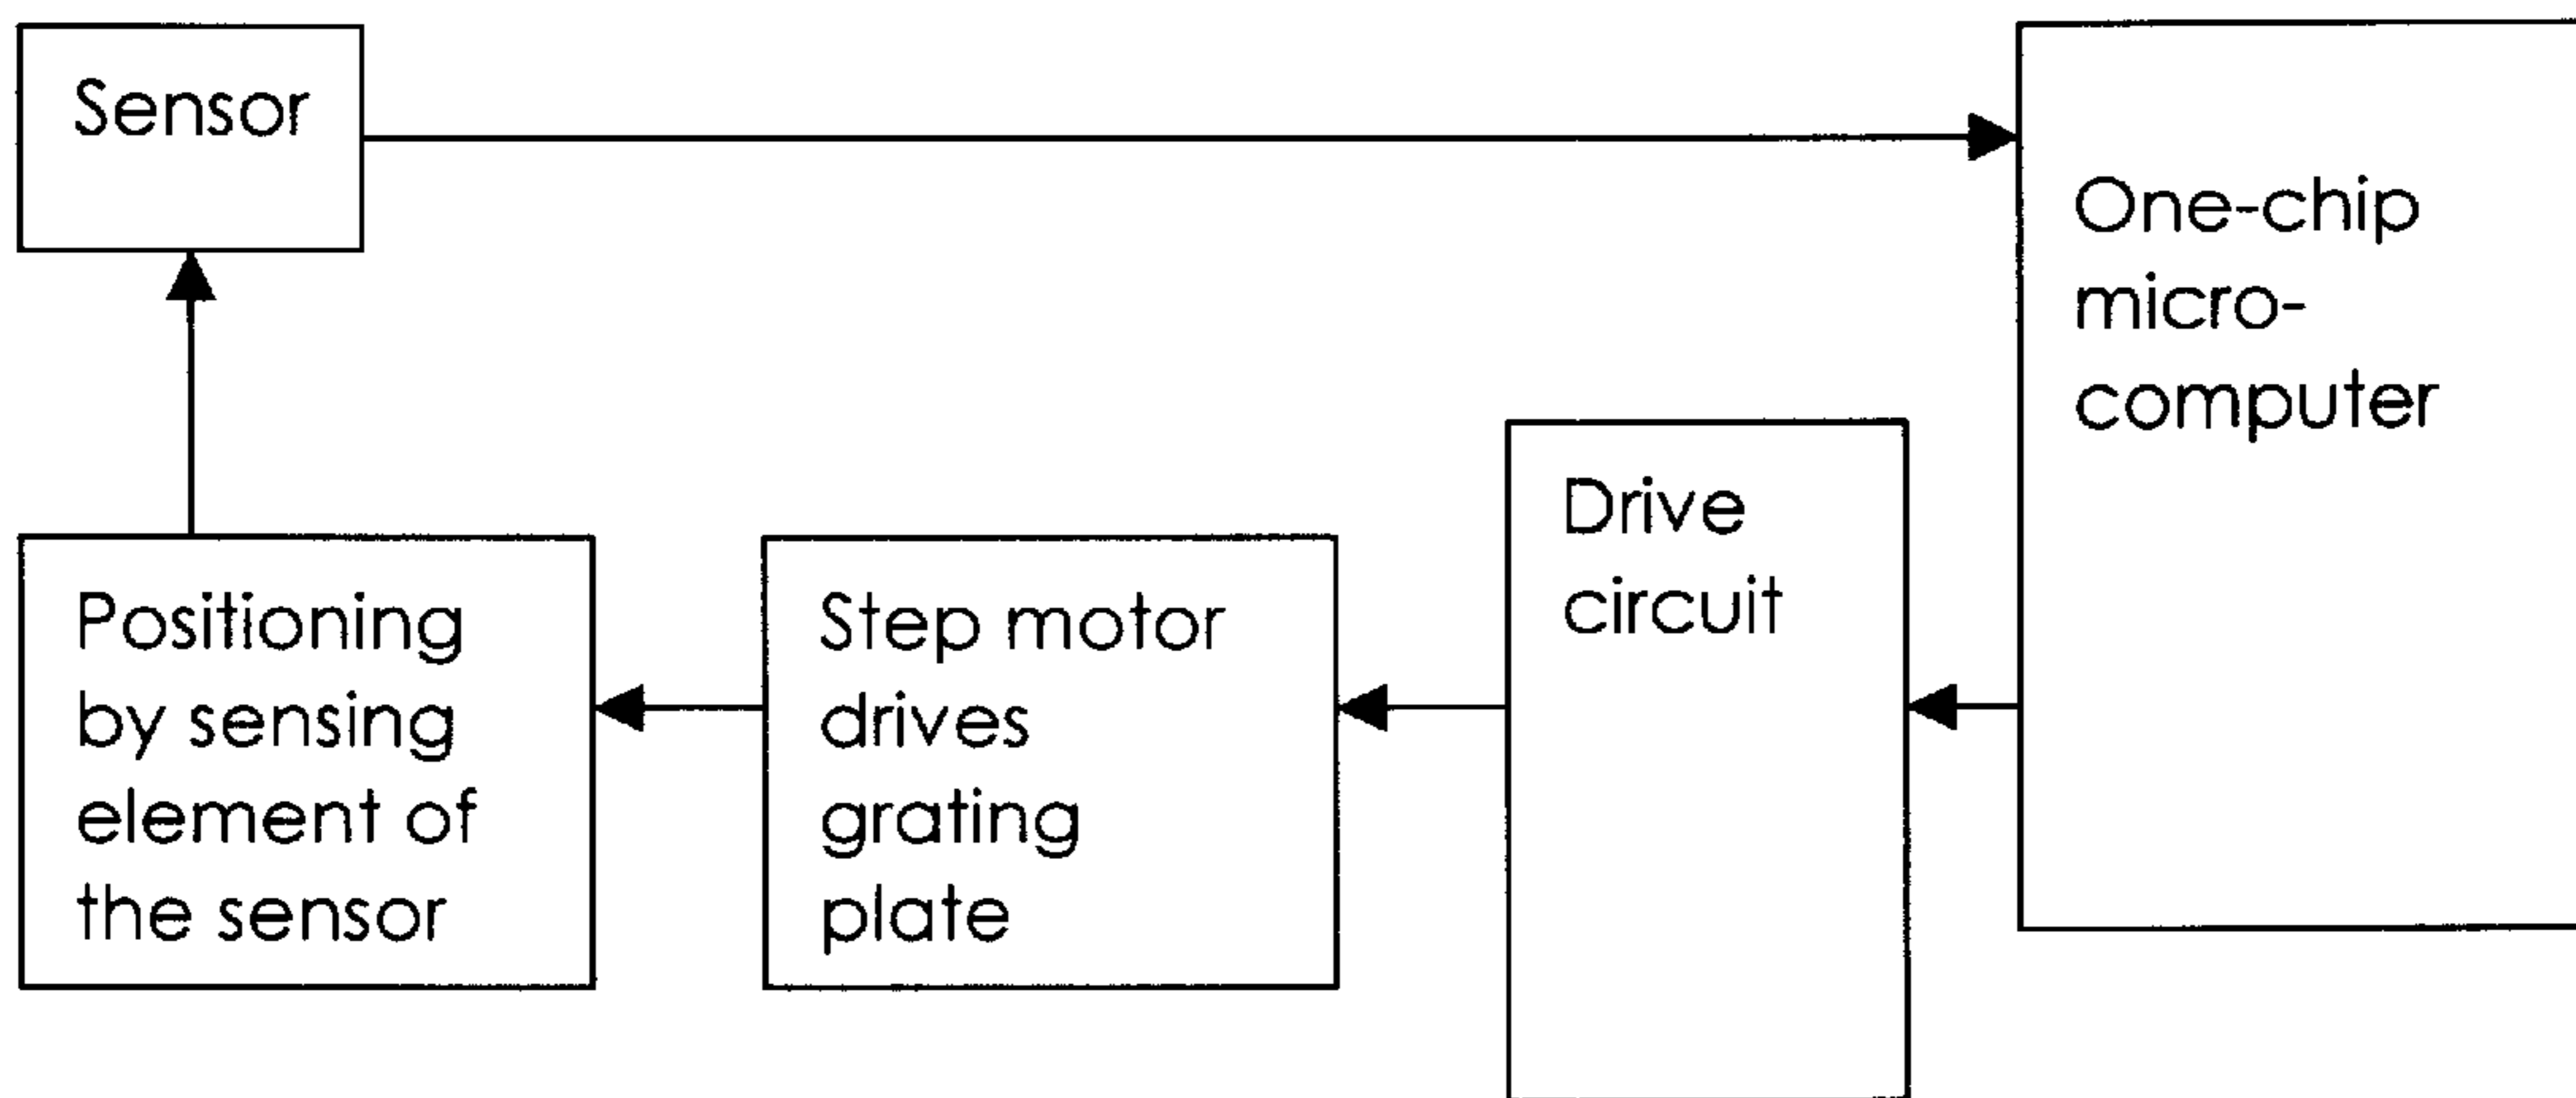 Sensor
One-chip
micro-
computer
Drive
circuit
Positioning
by sensing
element of
the sensor
Step motor
drives
grating
plate